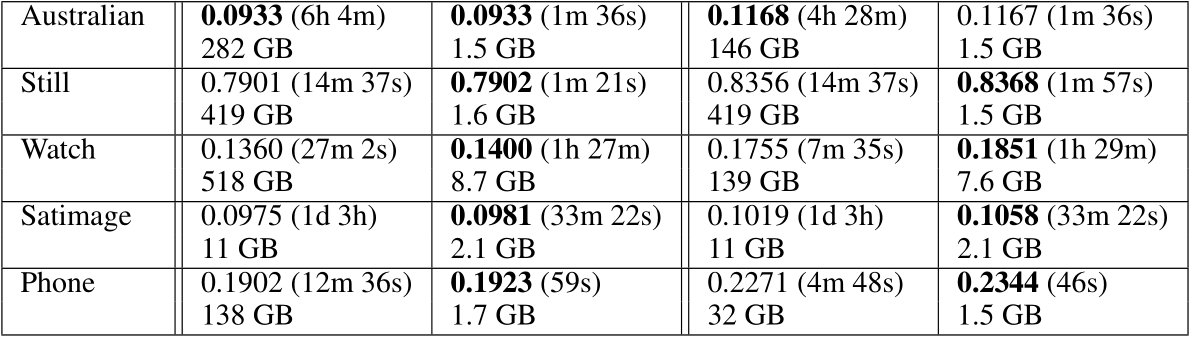 Australian 0.0933 (6h 4m) 0.0933 (1m 36s) 0.1168 (4h 28m) 0.1167 (1m 36s)
282 GB 1.5 GB 146 GB 1.5 GB
Still 0.7901 (14m 37s) 0.7902 (1m 21s) 0.8356 (14m 37s) 0.8368 (1m 57s)
419 GB 1.6 GB 419 GB 1.5 GB
Watch 0.1360 (27m 2s) 0.1400 (1h 27m) 0.1755 (7m 35s) 0.1851 (1h 29m)
518 GB 8.7 GB 139 GB 7.6 GB
Satimage 0.0975 (1d 3h) 0.0981 (33m 22s) 0.1019 (1d 3h) 0.1058 (33m 22s)
11 GB 2.1 GB 11 GB 2.1 GB
Phone 0.1902 (12m 36s) 0.1923 (59s) 0.2271 (4m 48s) 0.2344 (46s)
138 GB 1.7 GB 32 GB 1.5 GB